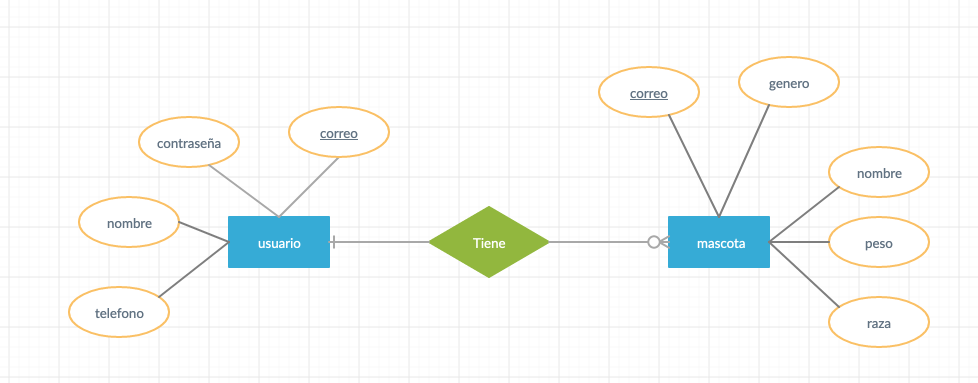 correo
genero
correo
contraseña
nombre
nombre
usuario
Tiene
mascota
peso
telefono
raza